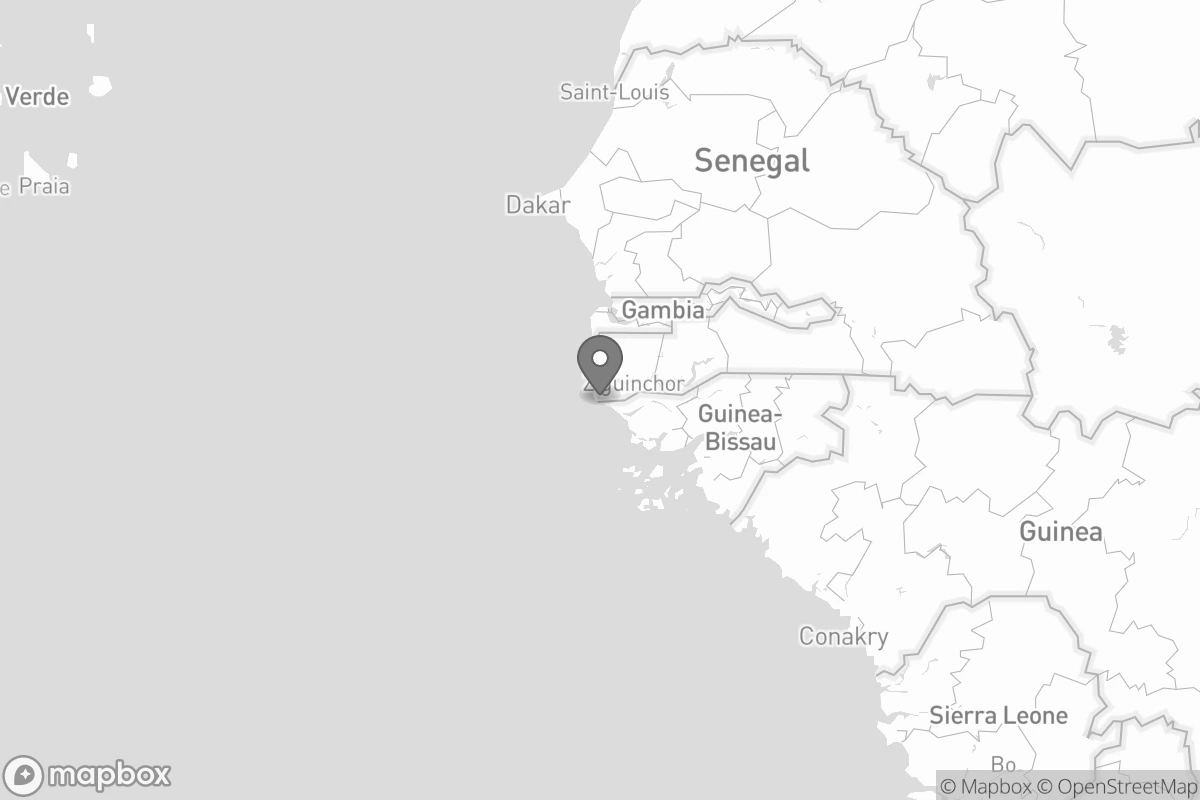 Saint-Louis
Verde
Senegal
e Praia
Dakar
Gambia
Ziguinchor
Guinea-
Bissau
Guinea
Conakry
Sierra Leone
Bo
mapbox
© Mapbox © OpenStreetMap